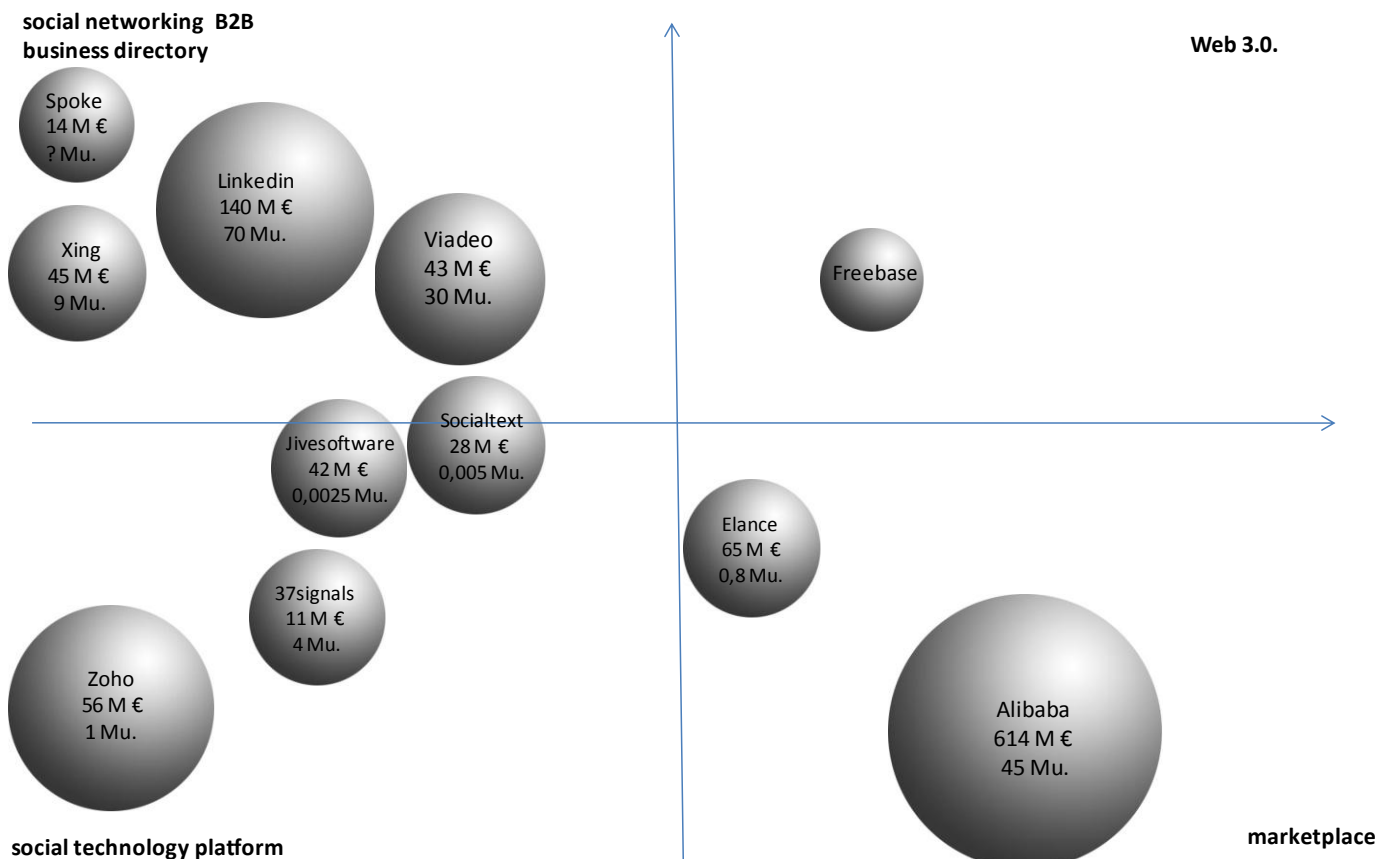 social networking B2B
business directory
Web 3.0.
Spoke
14 M €
? Mu.
Linkedin
140 M €
70 Mu.
Xing
45 M €
9 Mu.
Viadeo
43 M €
30 Mu.
Freebase
Jivesoftware
42 M €
0,0025 Mu.
Socialtext
28 M €
0,005 Mu.
Elance
65 M €
0,8 Mu.
37signals
11 M €
4 Mu.
Zoho
56 M €
1 Mu.
Alibaba
614 M €
45 Mu.
social technology platform
marketplace